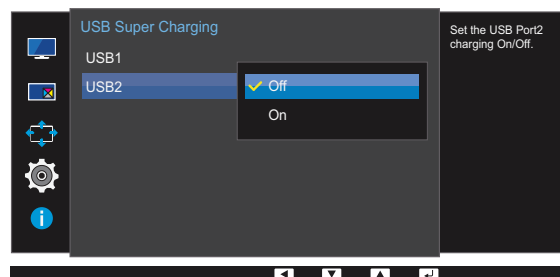 USB Super Charging
USB1
USB2
Off
On
Set the USB Port2
charging On/Off.